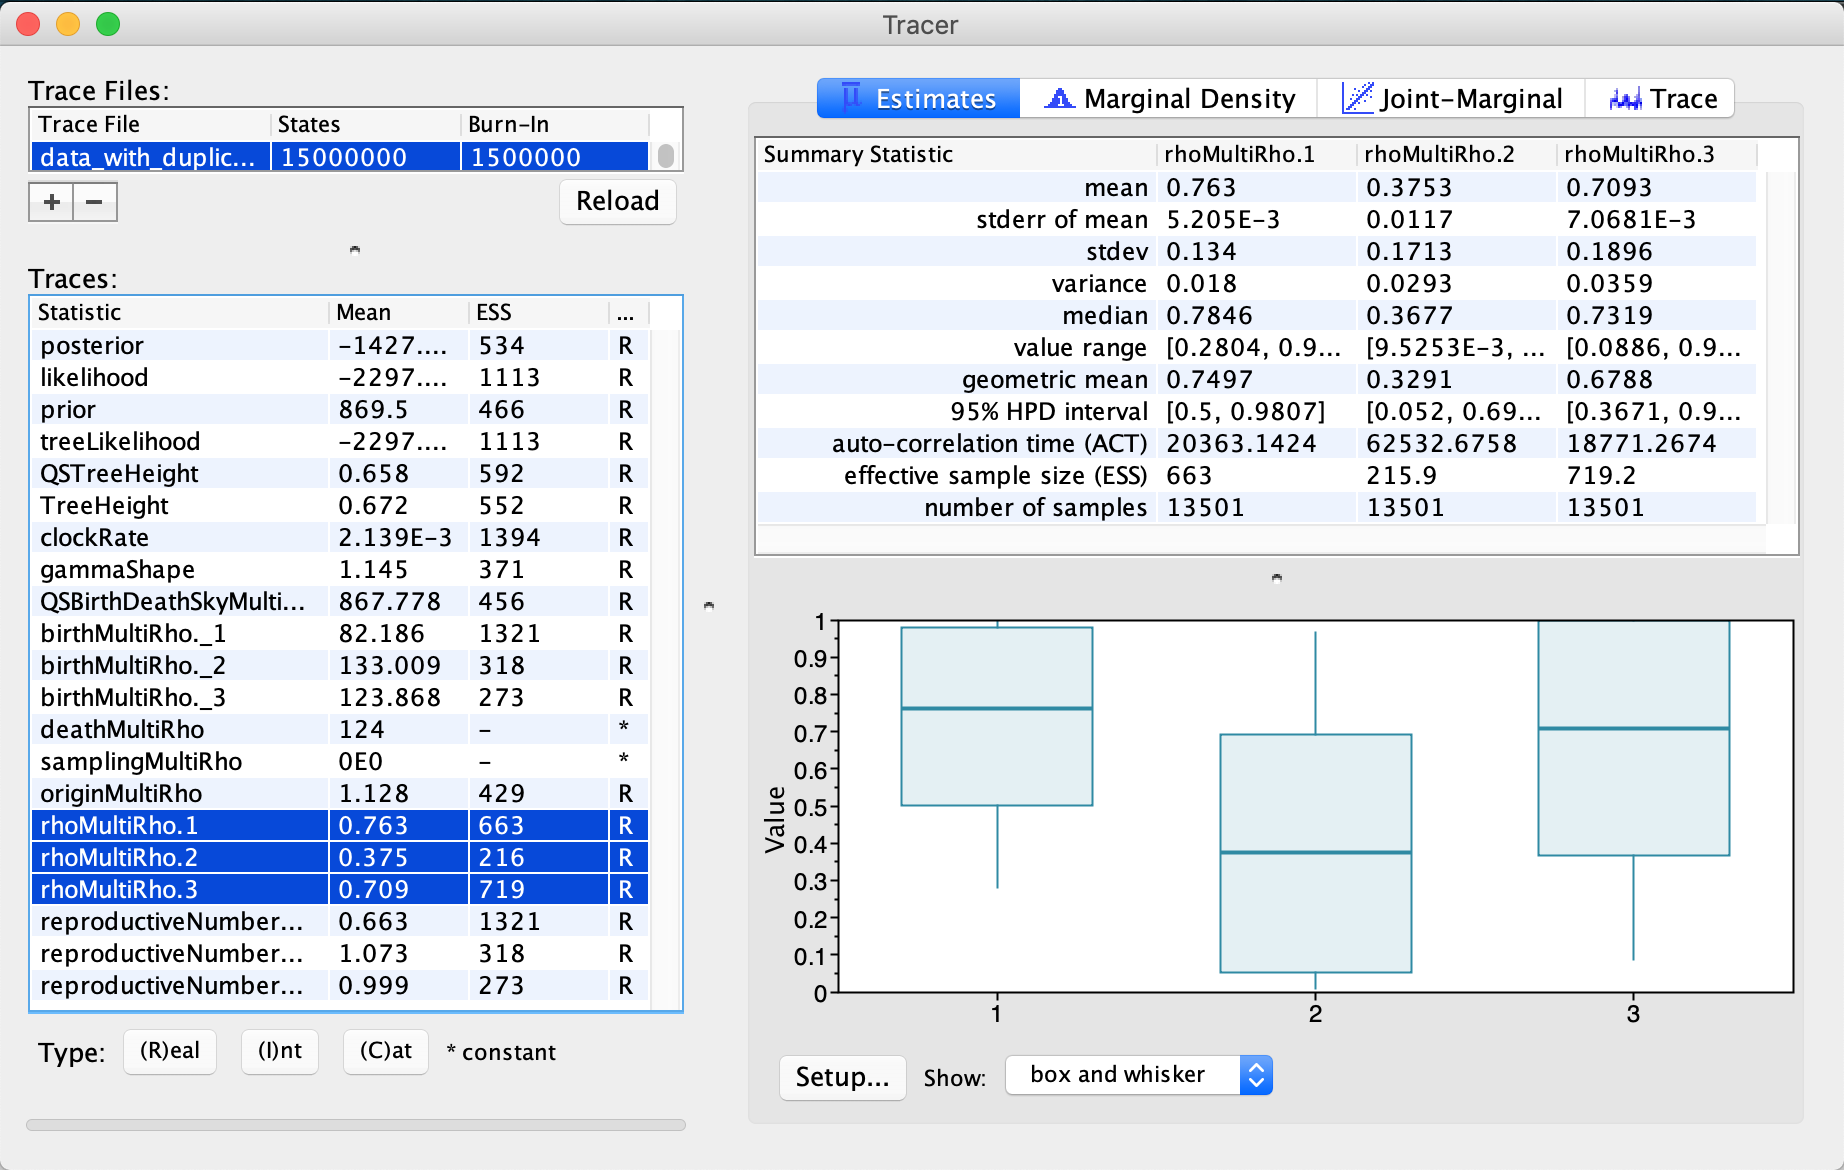 Tracer
Trace Files:
Trace File States Burn-In
data_with_duplic... 15000000 1500000
+ −
Reload
Traces:
Statistic Mean ESS ...
posterior -1427.... 534 R
likelihood -2297.... 1113 R
prior 869.5 466 R
treeLikelihood -2297.... 1113 R
QSTreeHeight 0.658 592 R
TreeHeight 0.672 552 R
clockRate 2.139E-3 1394 R
gammaShape 1.145 371 R
QSBirthDeathSkyMulti... 867.778 456 R
birthMultiRho._1 82.186 1321 R
birthMultiRho._2 133.009 318 R
birthMultiRho._3 123.868 273 R
deathMultiRho 124 - *
samplingMultiRho 0E0 - *
originMultiRho 1.128 429 R
rhoMultiRho.1 0.763 663 R
rhoMultiRho.2 0.375 216 R
rhoMultiRho.3 0.709 719 R
reproductiveNumber... 0.663 1321 R
reproductiveNumber... 1.073 318 R
reproductiveNumber... 0.999 273 R
Type: (R)eal (I)nt (C)at * constant
Estimates Marginal Density Joint-Marginal Trace
Summary Statistic rhoMultiRho.1 rhoMultiRho.2 rhoMultiRho.3
mean 0.763 0.3753 0.7093
stderr of mean 5.205E-3 0.0117 7.0681E-3
stdev 0.134 0.1713 0.1896
variance 0.018 0.0293 0.0359
median 0.7846 0.3677 0.7319
value range [0.2804, 0.9... [9.5253E-3, ... [0.0886, 0.9...
geometric mean 0.7497 0.3291 0.6788
95% HPD interval [0.5, 0.9807] [0.052, 0.69... [0.3671, 0.9...
auto-correlation time (ACT) 20363.1424 62532.6758 18771.2674
effective sample size (ESS) 663 215.9 719.2
number of samples 13501 13501 13501
Value
1
0.9
0.8
0.7
0.6
0.5
0.4
0.3
0.2
0.1
0
1 2 3
Setup... Show: box and whisker